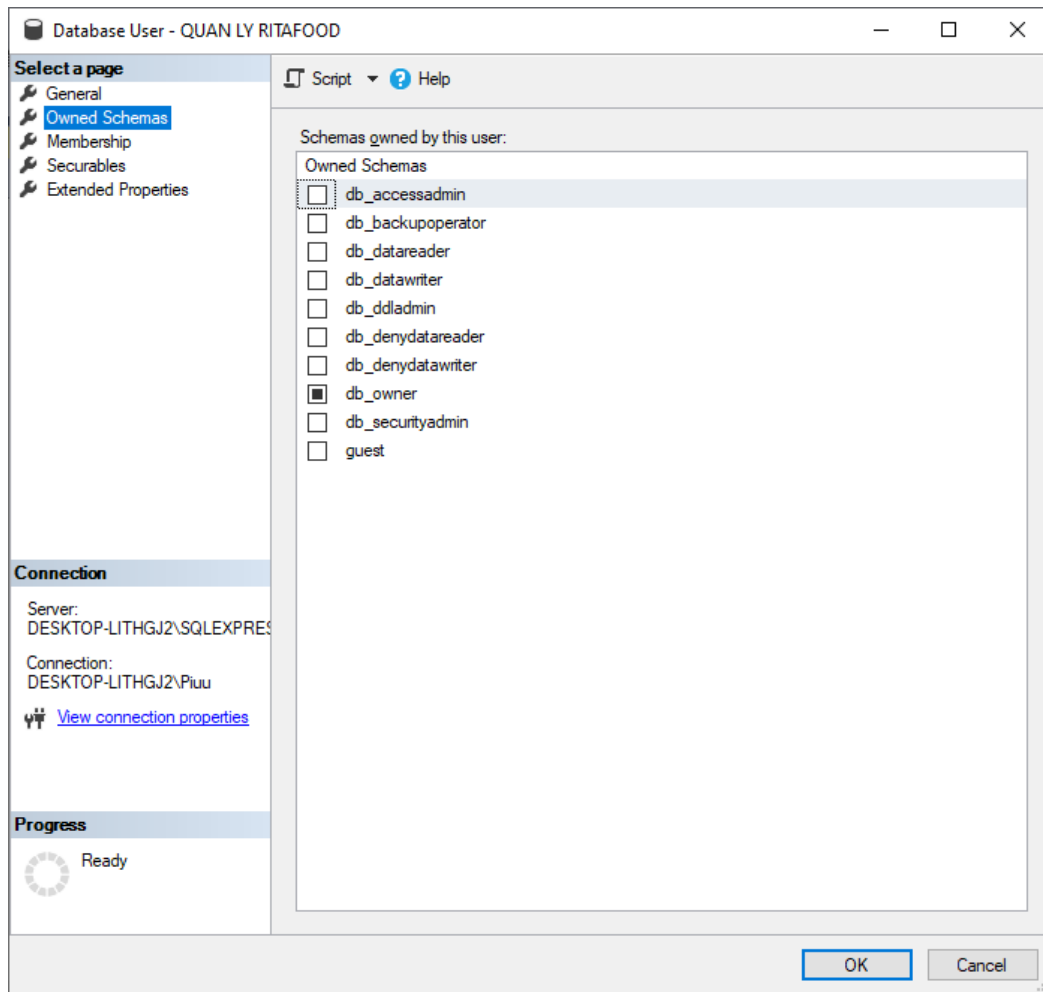 Database User - QUAN LY RITAFOOD
Select a page
General
Owned Schemas
Membership
Securables
Extended Properties
Script
Help
Schemas owned by this user:
Owned Schemas
db_accessadmin
db_backupoperator
db_datareader
db_datawriter
db_ddladmin
db_denydatareader
db_denydatawriter
db_owner
db_securityadmin
guest
Connection
Server:
DESKTOP-LITHGJ2\SQLEXPRES
Connection:
DESKTOP-LITHGJ2\Piuu
View connection properties
Progress
Ready
OK
Cancel